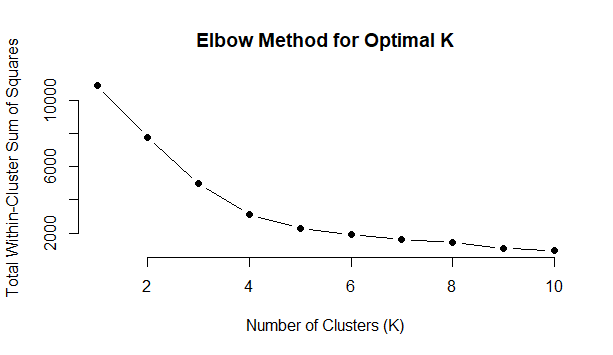 Elbow Method for Optimal K
Total Within-Cluster Sum of Squares
10000
6000
2000
2 4 6 8 10
Number of Clusters (K)